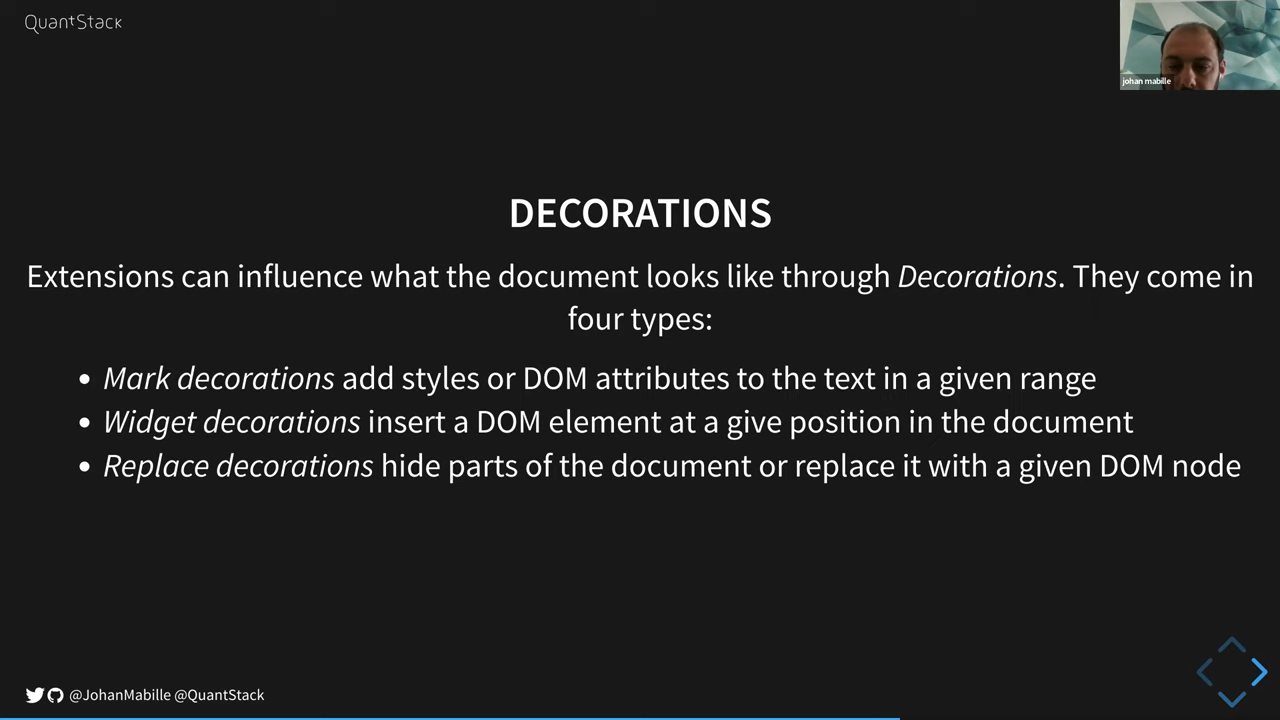 QuantStack
johan mabille
DECORATIONS
Extensions can influence what the document looks like through Decorations. They come in
four types:
• Mark decorations add styles or DOM attributes to the text in a given range
• Widget decorations insert a DOM element at a give position in the document
• Replace decorations hide parts of the document or replace it with a given DOM node
@JohanMabille @QuantStack